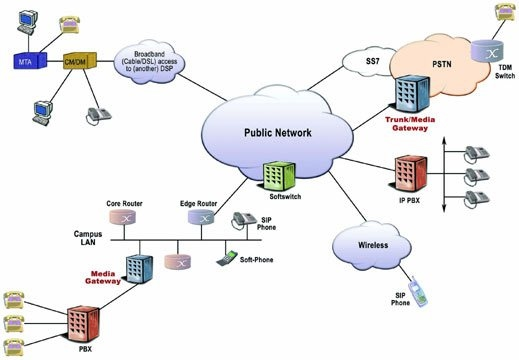 MTA
CM/DM
Broadband
(Cable/DSL) access
to (another) DSP
SS7
PSTN
TDM
Switch
Trunk/Media
Gateway
Public Network
Softswitch
IP PBX
Core Router
Edge Router
SIP
Phone
Campus
LAN
Soft-Phone
Media
Gateway
Wireless
SIP
Phone
PBX